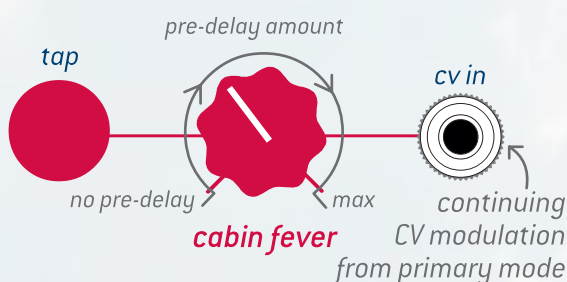 pre-delay amount
tap
cv in
no pre-delay
max
cabin fever
continuing
CV modulation
from primary mode